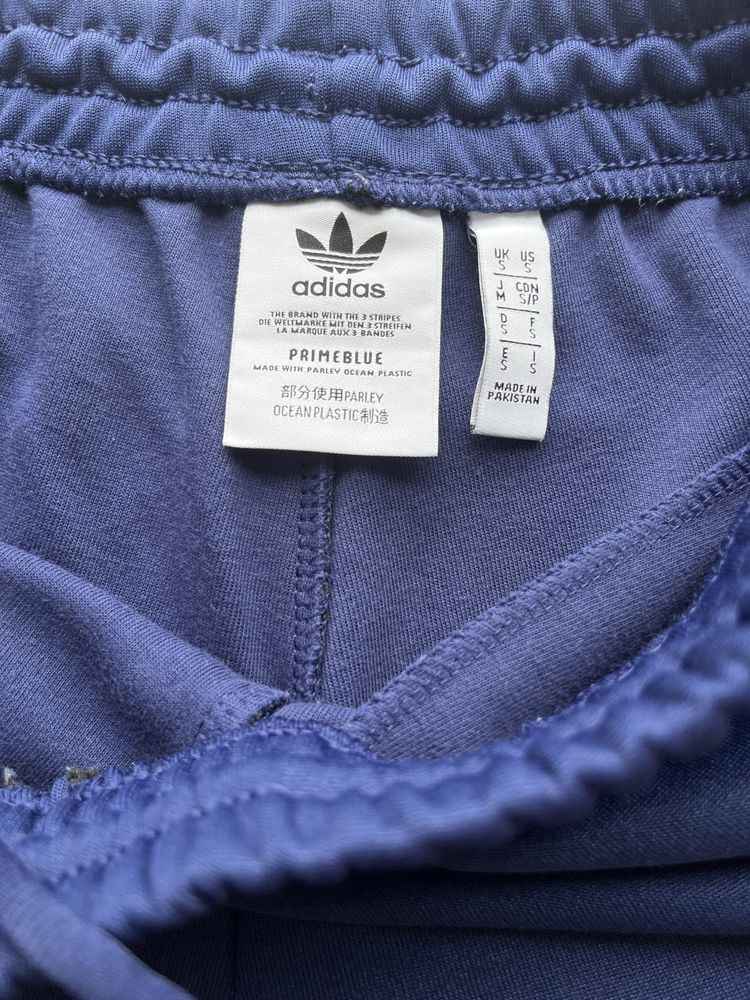 adidas
THE BRAND WITH THE 3 STRIPES
DIE WELTMARKE MIT DEN 3 STREIFEN
LA MARQUE AUX 3 BANDES
PRIMEBLUE
MADE WITH PARLEY OCEAN PLASTIC
部分使用PARLEY
OCEAN PLASTIC制造
UK US
S S
J CDN
M S/P
D F
S S
E I
S S
MADE IN
PAKISTAN